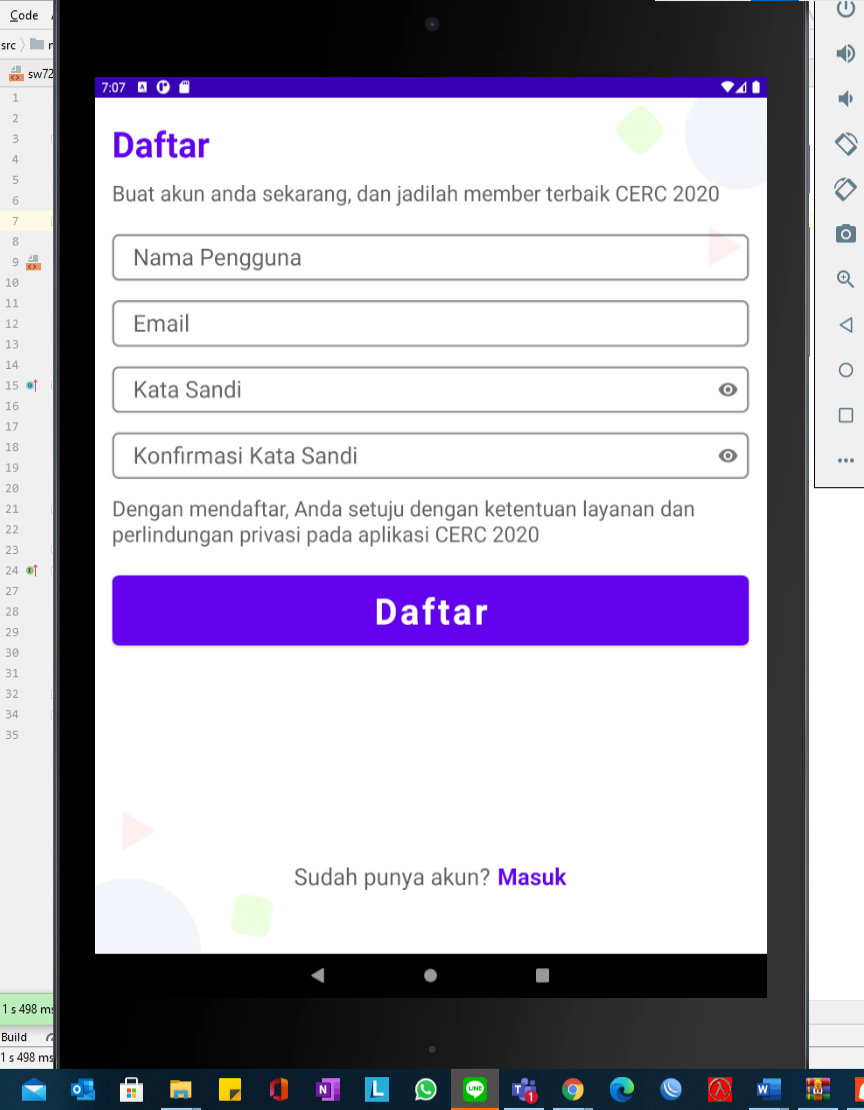 Code
src
sw72
1
2
3
4
5
6
7
8
9
10
11
12
13
14
15
16
17
18
19
20
21
22
23
24
27
28
29
30
31
32
34
35
7:07
Daftar
Buat akun anda sekarang, dan jadilah member terbaik CERC 2020
Nama Pengguna
Email
Kata Sandi
Konfirmasi Kata Sandi
Dengan mendaftar, Anda setuju dengan ketentuan layanan dan
perlindungan privasi pada aplikasi CERC 2020
Daftar
Sudah punya akun? Masuk
1 s 498 ms
Build
1 s 498 ms
N
L
LINE
T
1
W